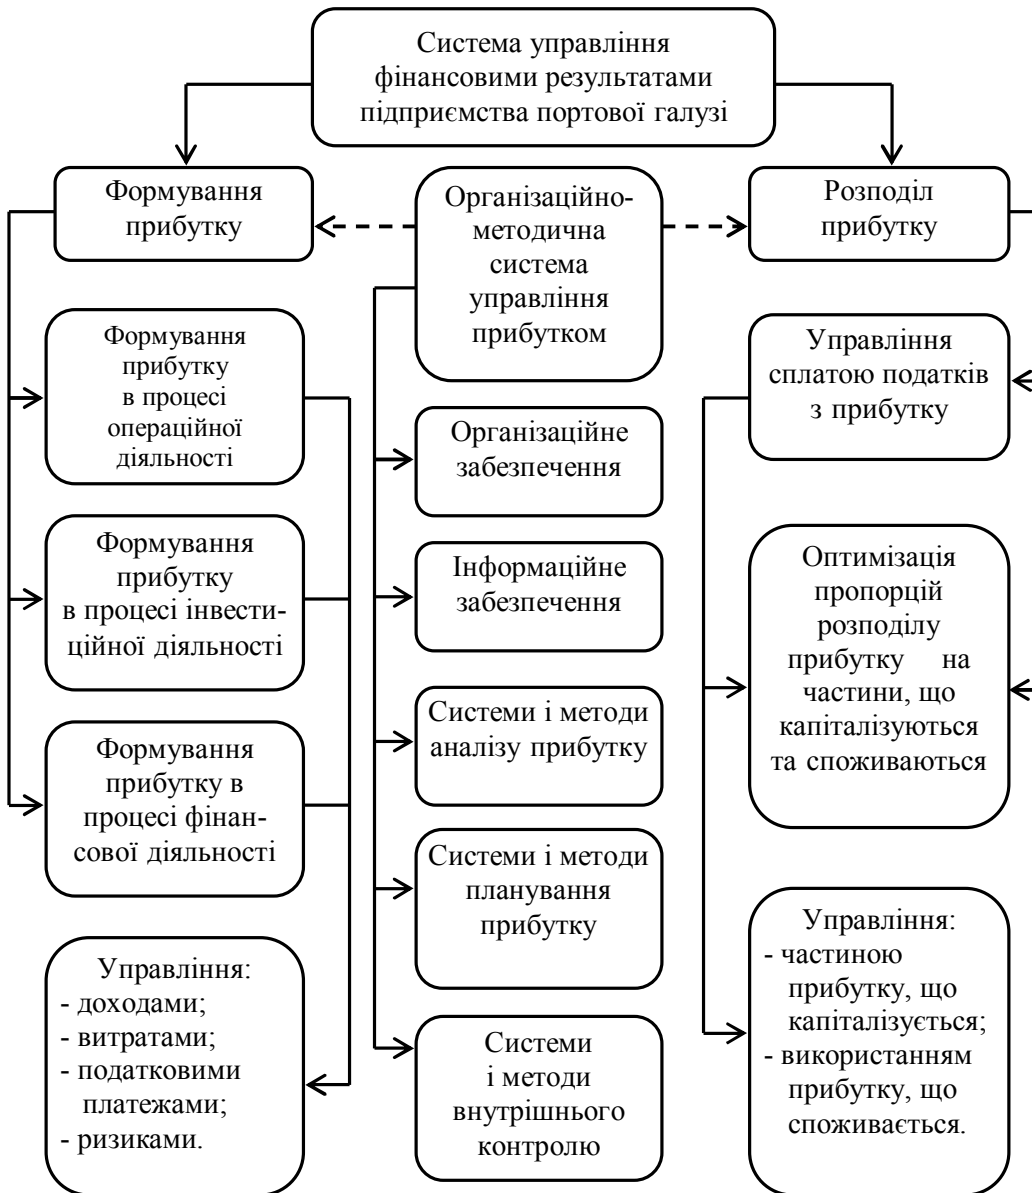 Система управління
фінансовими результатами
підприємства портової галузі
Формування
прибутку
Організаційно-
методична
система
управління
прибутком
Розподіл
прибутку
Формування
прибутку
в процесі
операційної
діяльності
Формування
прибутку
в процесі інвести-
ційної діяльності
Формування
прибутку в
процесі фінан-
сової діяльності
Управління:
- доходами;
- витратами;
- податковими
платежами;
- ризиками.
Організаційне
забезпечення
Інформаційне
забезпечення
Системи і методи
аналізу прибутку
Системи і методи
планування
прибутку
Системи
і методи
внутрішнього
контролю
Управління
сплатою податків
з прибутку
Оптимізація
пропорцій
розподілу
прибутку на
частини, що
капіталізуються
та споживаються
Управління:
- частиною
прибутку, що
капіталізується;
- використанням
прибутку, що
споживається.